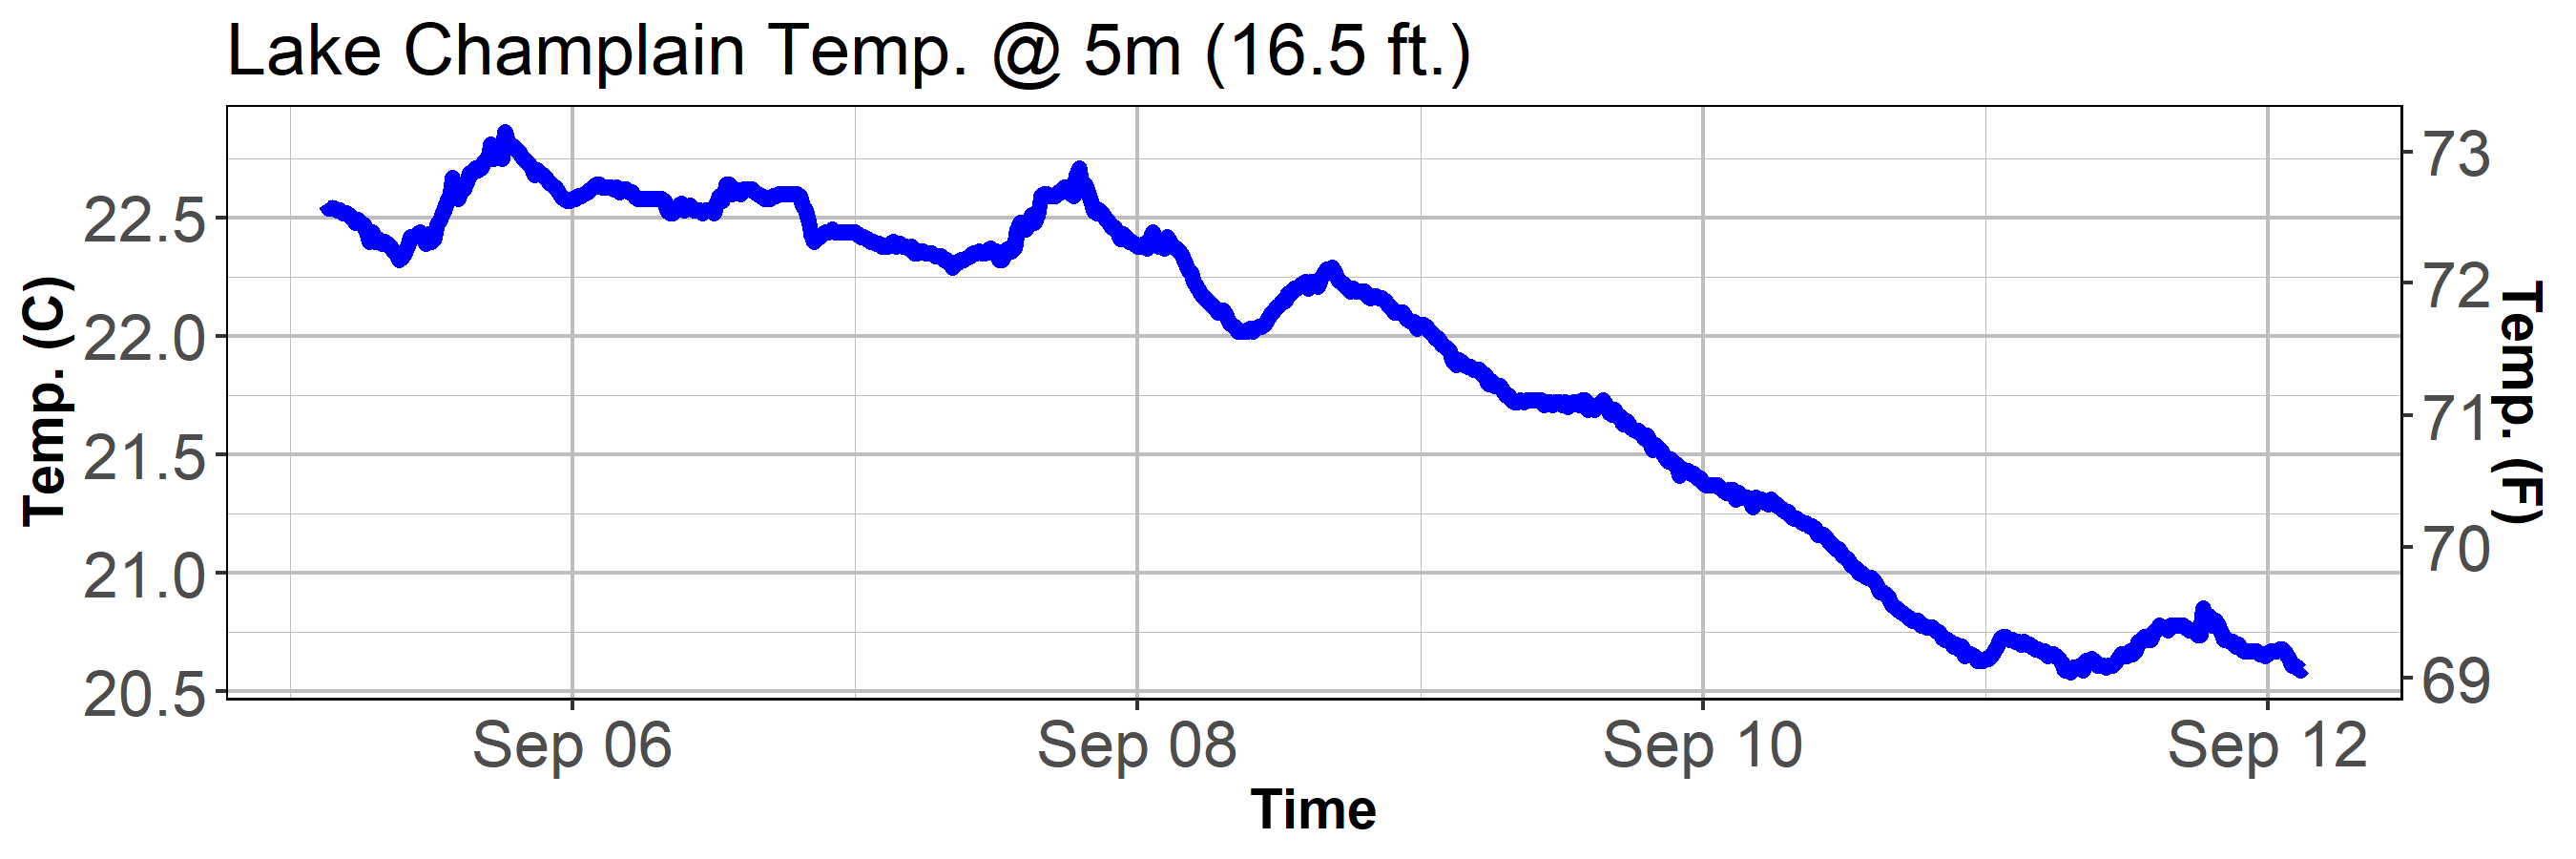 Lake Champlain Temp. @ 5m (16.5 ft.)
Temp. (C)
22.5
22.0
21.5
21.0
20.5
73
72
71
70
69
Temp. (F)
Sep 06
Sep 08
Sep 10
Sep 12
Time